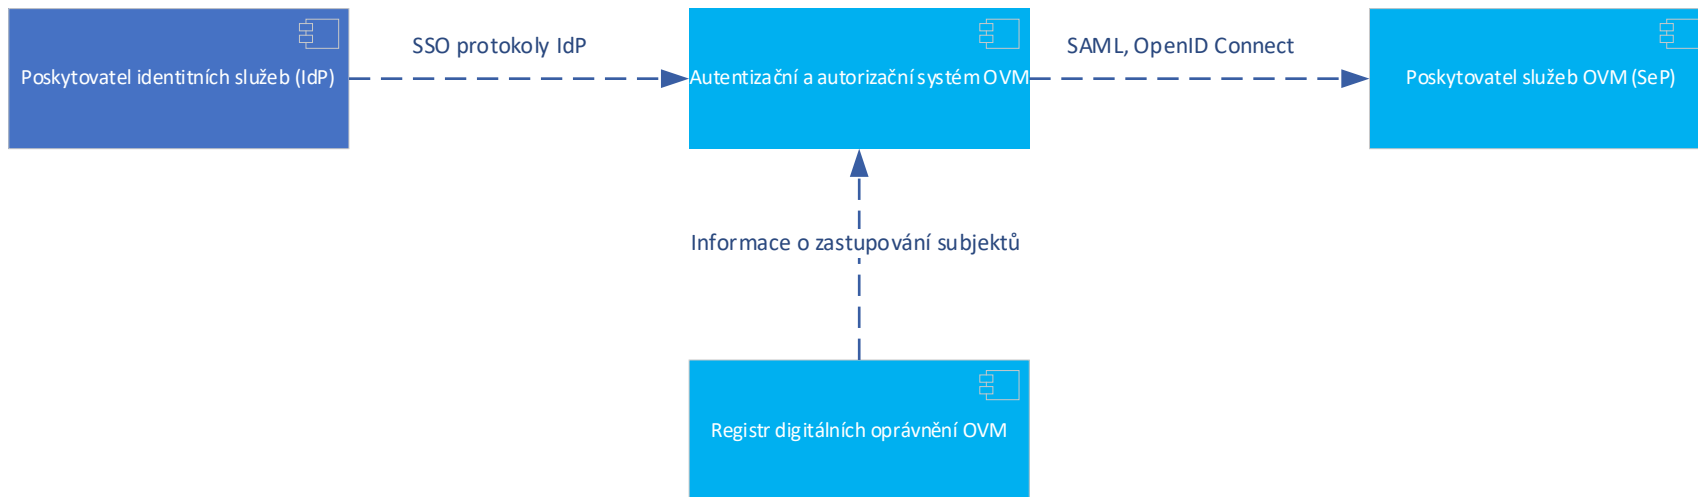 SSO protokoly IdP
SAML, OpenID Connect
Poskytovatel identitních služeb (IdP)
Autentizační a autorizační systém OVM
Poskytovatel služeb OVM (SeP)
Informace o zastupování subjektů
Registr digitálních oprávnění OVM